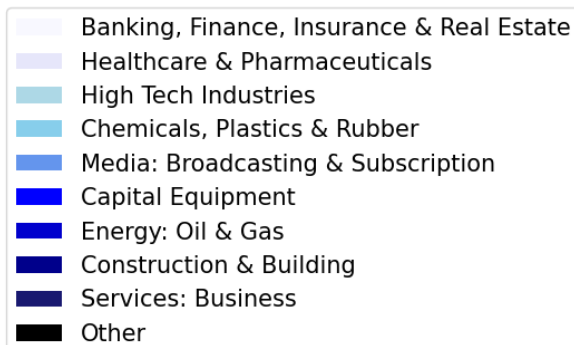 Banking, Finance, Insurance & Real Estate
Healthcare & Pharmaceuticals
High Tech Industries
Chemicals, Plastics & Rubber
Media: Broadcasting & Subscription
Capital Equipment
Energy: Oil & Gas
Construction & Building
Services: Business
Other